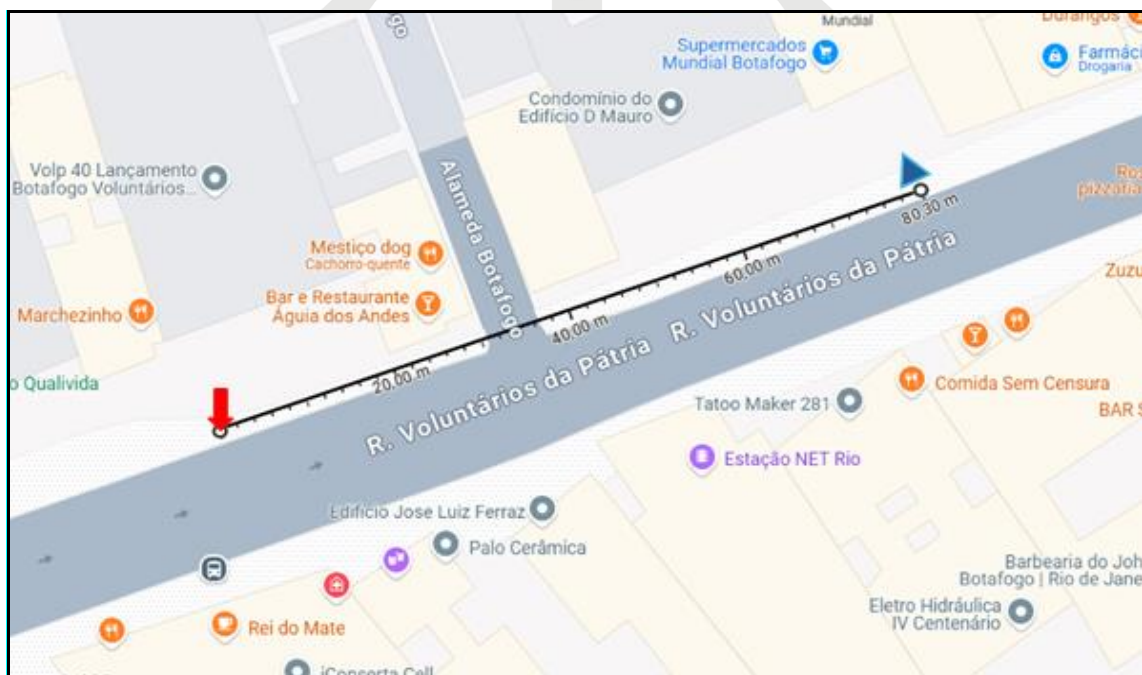 go
Mundial
Durangos
Supermercados
Mundial Botafogo
Farmáci
Drogaria
Condomínio do
Edifício D Mauro
Volp 40 Lançamento
Botafogo Voluntários...
Alameda Botafogo
Ros
pizzaria
80,30 m
Mestiço dog
Cachorro-quente
60,00 m
R. Voluntários da Pátria
Zuzu
Bar e Restaurante
Águia dos Andes
Marchezinho
40,00 m
20,00 m
o Qualivida
R. Voluntários da Pátria
Comida Sem Censura
Tatoo Maker 281
BAR S
Estação NET Rio
Edifício Jose Luiz Ferraz
Palo Cerâmica
Barbearia do Joh
Botafogo | Rio de Jane
Eletro Hidráulica
IV Centenário
Rei do Mate
iConserta Cell